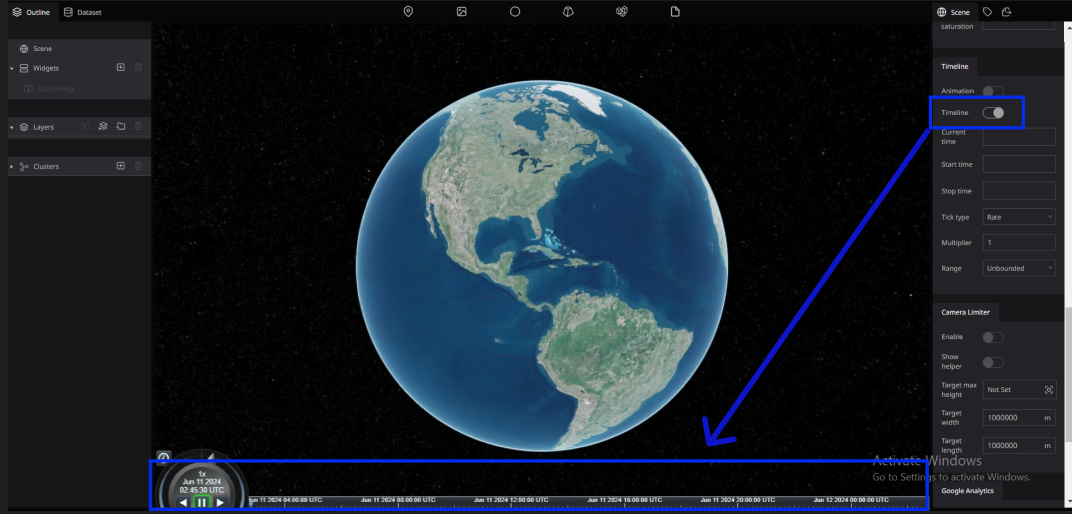 Outline
Dataset
Scene
saturation
Scene
Widgets
Storytelling
Layers
Clusters
Timeline
Animation
Timeline
Current
time
Start time
Stop time
Tick type
Rate
Multiplier
1
Range
Unbounded
Camera Limiter
Enable
Show
helper
Target max
height
Not Set
Target
width
1000000
m
Target
length
1000000
m
Google Analytics
Activate Windows
Go to Settings to activate Windows.
1x
Jun 11 2024
02:45:30 UTC
Jun 11 2024 04:00:00 UTC
Jun 11 2024 08:00:00 UTC
Jun 11 2024 12:00:00 UTC
Jun 11 2024 16:00:00 UTC
Jun 11 2024 20:00:00 UTC
Jun 12 2024 00:00:00 UTC